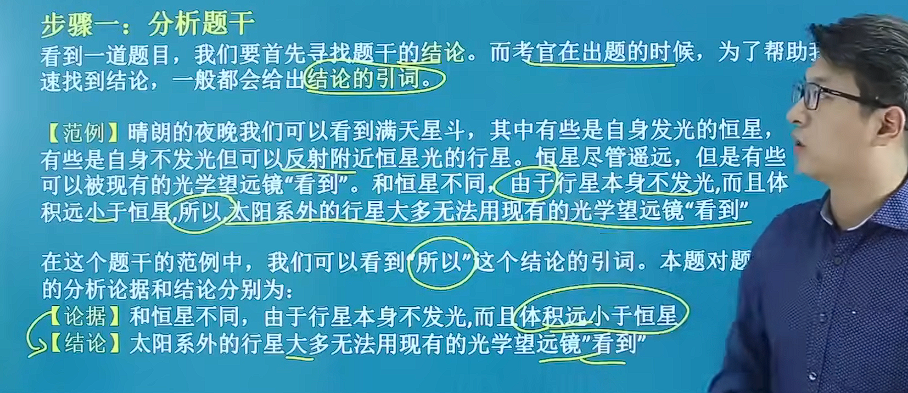 步骤一：分析题干
看到一道题目，我们要首先寻找题干的结论。而考官在出题的时候，为了帮助
速找到结论，一般都会给出结论的引词。
【范例】晴朗的夜晚我们可以看到满天星斗，其中有些是自身发光的恒星，
有些是自身不发光但可以反射附近恒星光的行星。恒星尽管遥远，但是有些
可以被现有的光学望远镜“看到”。和恒星不同，由于行星本身不发光,而且体
积远小于恒星,所以,太阳系外的行星大多无法用现有的光学望远镜“看到”
在这个题干的范例中，我们可以看到“所以”这个结论的引词。本题对题
的分析论据和结论分别为：
【论据】和恒星不同，由于行星本身不发光,而且体积远小于恒星
【结论】太阳系外的行星大多无法用现有的光学望远镜”看到”